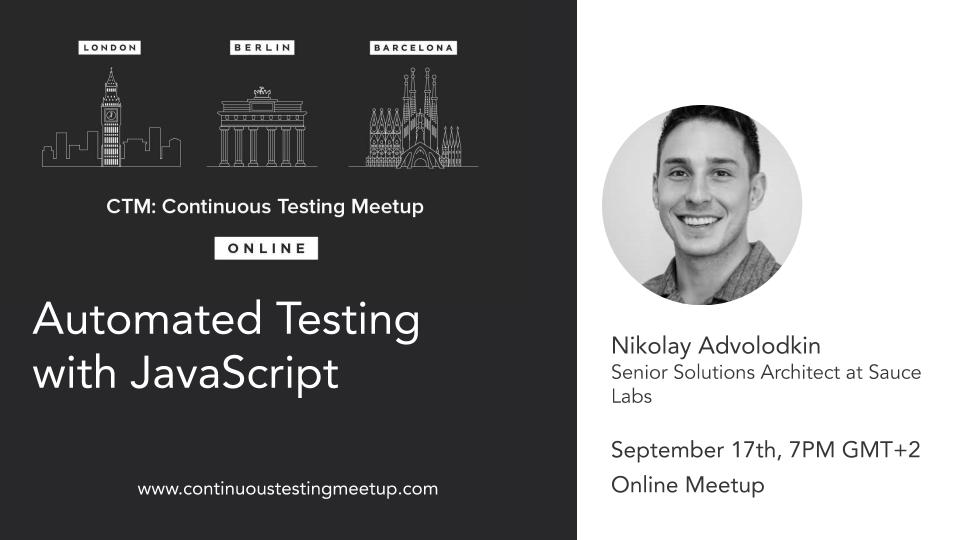 LONDON
BERLIN
BARCELONA
CTM: Continuous Testing Meetup
ONLINE
Automated Testing
with JavaScript
www.continuoustestingmeetup.com
Nikolay Advolodkin
Senior Solutions Architect at Sauce
Labs
September 17th, 7PM GMT+2
Online Meetup